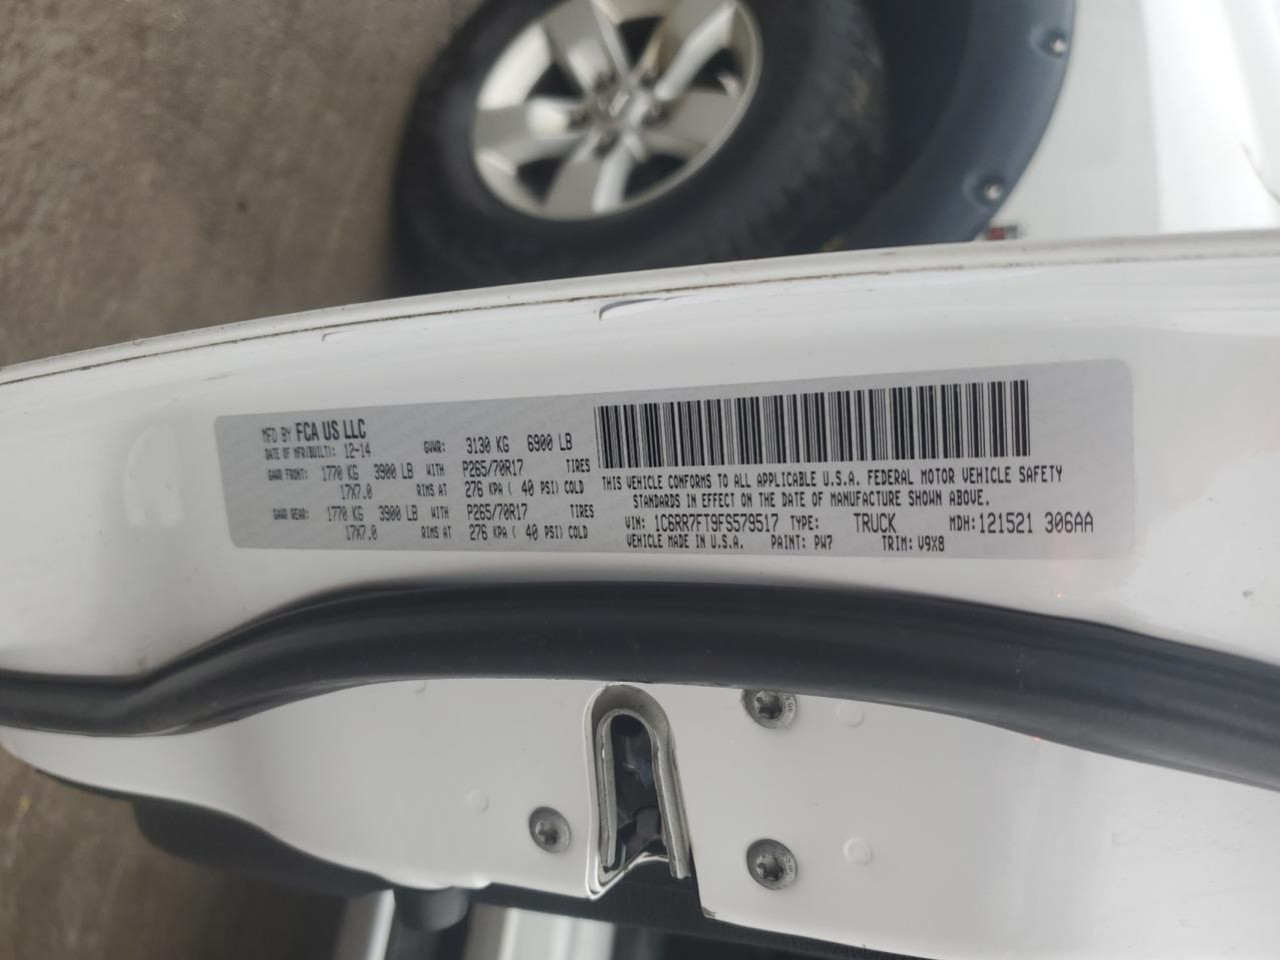 MFD BY FCA US LLC
DATE OF MFR(BUILT): 12-14 GVWR: 3130 KG 6900 LB
GAWR FRONT: 1770 KG 3900 LB WITH P265/70R17 TIRES
17X7.0 RIMS AT 276 KPA ( 40 PSI) COLD
GAWR REAR: 1770 KG 3900 LB WITH P265/70R17 TIRES
17X7.0 RIMS AT 276 KPA ( 40 PSI) COLD
THIS VEHICLE CONFORMS TO ALL APPLICABLE U.S.A. FEDERAL MOTOR VEHICLE SAFETY
STANDARDS IN EFFECT ON THE DATE OF MANUFACTURE SHOWN ABOVE.
VIN: 1C6RR7FT9FS579517 TYPE: TRUCK MDH: 121521 306AA
VEHICLE MADE IN U.S.A. PAINT: PW7 TRIM: V9X8